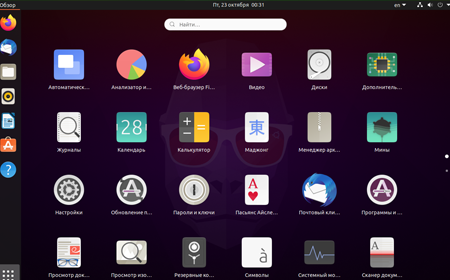 Обзор
Пт, 23 октября 00:31
en
Найти…
Автоматическ…
Анализатор и…
Веб-браузер Fi…
Видео
Диски
Дополнитель…
28
東
Журналы
Календарь
Калькулятор
Маджонг
Менеджер арх…
Мины
A
Настройки
Обновление п…
Пароли и ключи
Пасьянс Айсле…
Почтовый кли…
Программы и …
à
Просмотр док…
Просмотр изо…
Резервные ко…
Символы
Системный мо…
Сканер докум…